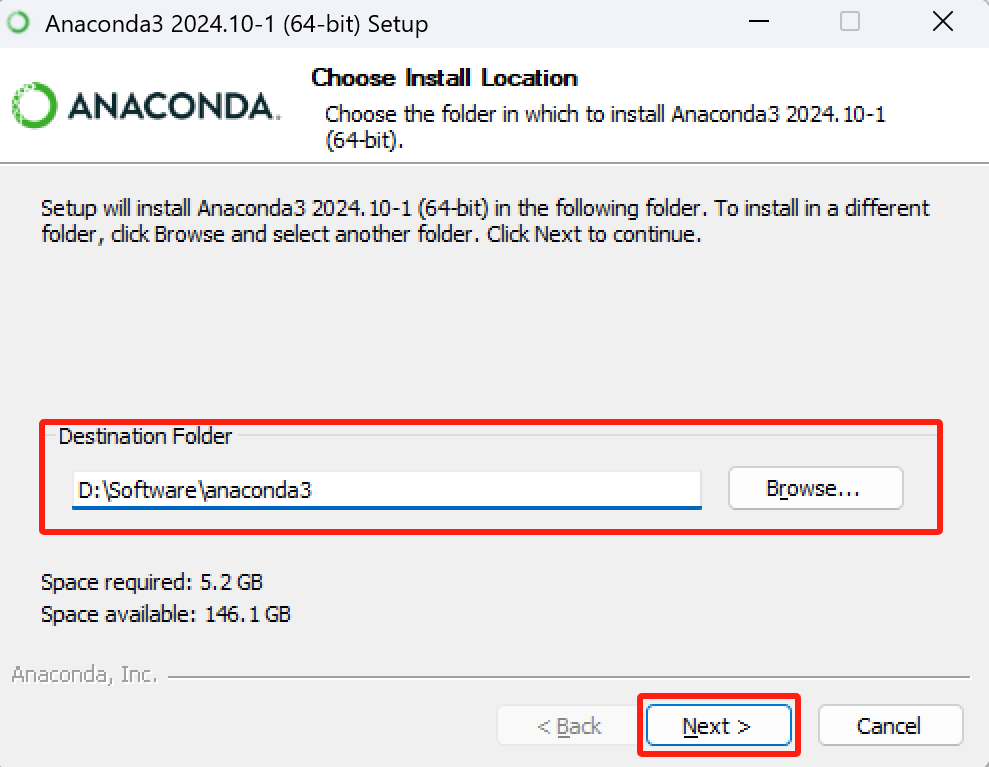 Anaconda3 2024.10-1 (64-bit) Setup
ANACONDA.
Choose Install Location
Choose the folder in which to install Anaconda3 2024.10-1
(64-bit).
Setup will install Anaconda3 2024.10-1 (64-bit) in the following folder. To install in a different
folder, click Browse and select another folder. Click Next to continue.
Destination Folder
D:\Software\anaconda3
Browse...
Space required: 5.2 GB
Space available: 146.1 GB
Anaconda, Inc.
< Back
Next >
Cancel